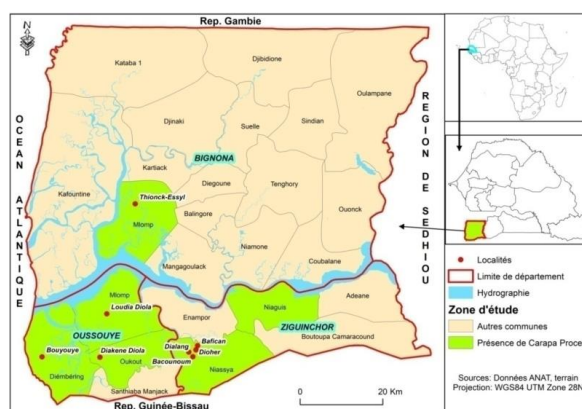 Rep. Gambie
N
Kataba 1
Djibidione
Oulampane
Djinaki
Suelle
Sindian
BIGNONA
Kartiack
Diegoune
Tenghory
Thionck-Essyl
Kafountine
Balingore
Ouonck
Mlomp
Niamone
Mangagoulack
Coubalane
OCEAN ATLANTIQUE
REGION DE SEDHIOU
Mlomp
Niaguis
Adeane
Loudia Diola
Enampor
ZIGUINCHOR
OUSSOUYE
Bafican
Boutoupa Camaracound
Dialang
Bouyouye
Diakene Diola
Dioher
Oukout
Bacounoum
Niassya
Diémbéring
Santhiaba Manjack
0
20 Km
Rep. Guinée-Bissau
Localités
Limite de département
Hydrographie
Zone d'étude
Autres communes
Présence de Carapa Procera
Sources: Données ANAT, terrain
Projection: WGS84 UTM Zone 28N